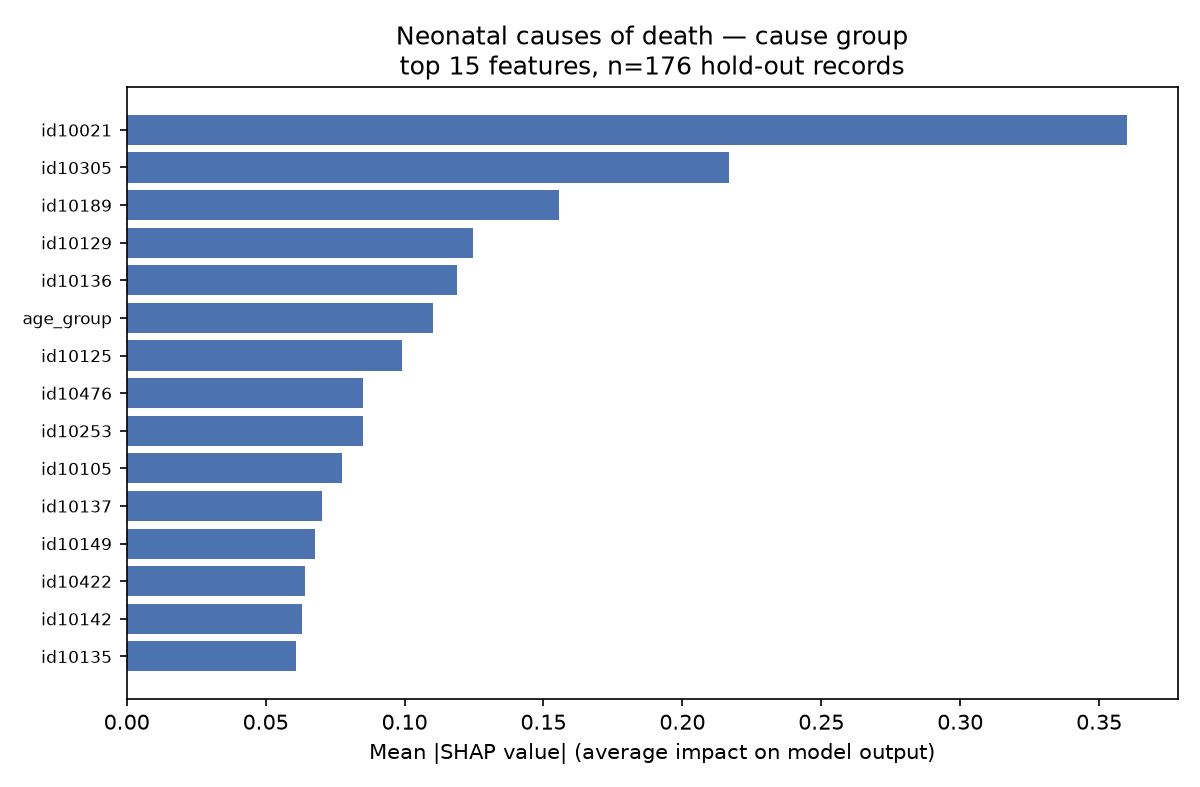 Neonatal causes of death — cause group
top 15 features, n=176 hold-out records
id10021
id10305
id10189
id10129
id10136
age_group
id10125
id10476
id10253
id10105
id10137
id10149
id10422
id10142
id10135
0.00 0.05 0.10 0.15 0.20 0.25 0.30 0.35
Mean |SHAP value| (average impact on model output)